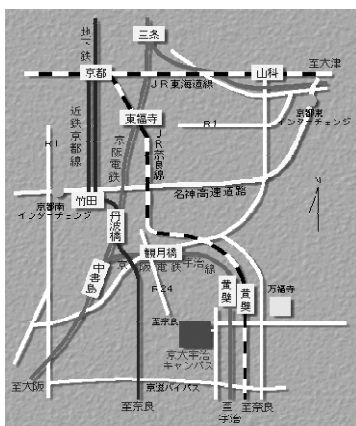 三条
地下鉄
京都
山科
至大津
JR東海道線
近鉄京都線
東福寺
京都東
インターチェンジ
R1
R1
京阪電鉄
JR奈良線
名神高速道路
竹田
京都南
インターチェンジ
丹波橋
観月橋
京阪電鉄宇治線
中書島
黄檗
黄檗
万福寺
R24
至奈良
京大宇治
キャンパス
至大阪
京滋バイパス
至奈良
至宇治
至奈良